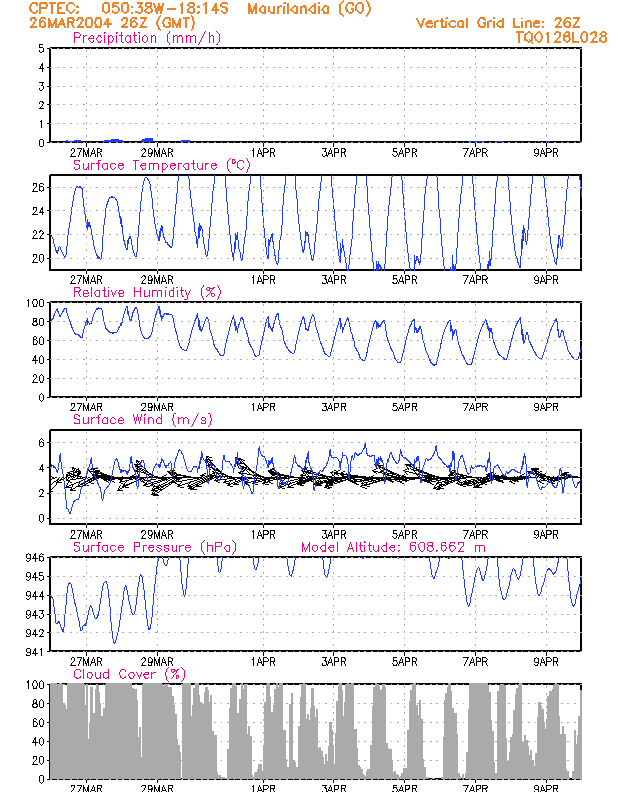 CPTEC: 050:38W-18:14S Maurilandia (GO)
26MAR2004 26Z (GMT) Vertical Grid Line: 26Z
Precipitation (mm/h) TQ0126L028
5
4
3
2
1
0
27MAR 29MAR 1APR 3APR 5APR 7APR 9APR
Surface Temperature (°C)
26
24
22
20
27MAR 29MAR 1APR 3APR 5APR 7APR 9APR
Relative Humidity (%)
100
80
60
40
20
0
27MAR 29MAR 1APR 3APR 5APR 7APR 9APR
Surface Wind (m/s)
6
4
2
0
27MAR 29MAR 1APR 3APR 5APR 7APR 9APR
Surface Pressure (hPa) Model Altitude: 608.662 m
946
945
944
943
942
941
27MAR 29MAR 1APR 3APR 5APR 7APR 9APR
Cloud Cover (%)
100
80
60
40
20
0
27MAR 29MAR 1APR 3APR 5APR 7APR 9APR